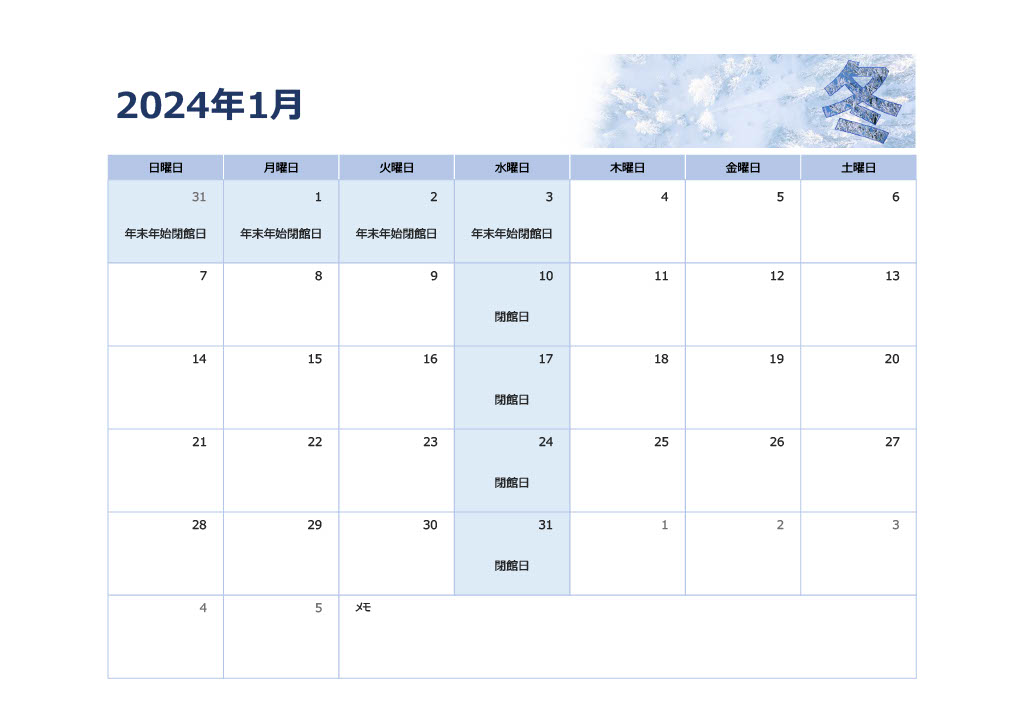 冬
2024年1月
日曜日 月曜日 火曜日 水曜日 木曜日 金曜日 土曜日
31 1 2 3 4 5 6
年末年始閉館日 年末年始閉館日 年末年始閉館日 年末年始閉館日
7 8 9 10 11 12 13
閉館日
14 15 16 17 18 19 20
閉館日
21 22 23 24 25 26 27
閉館日
28 29 30 31 1 2 3
閉館日
4 5 メモ